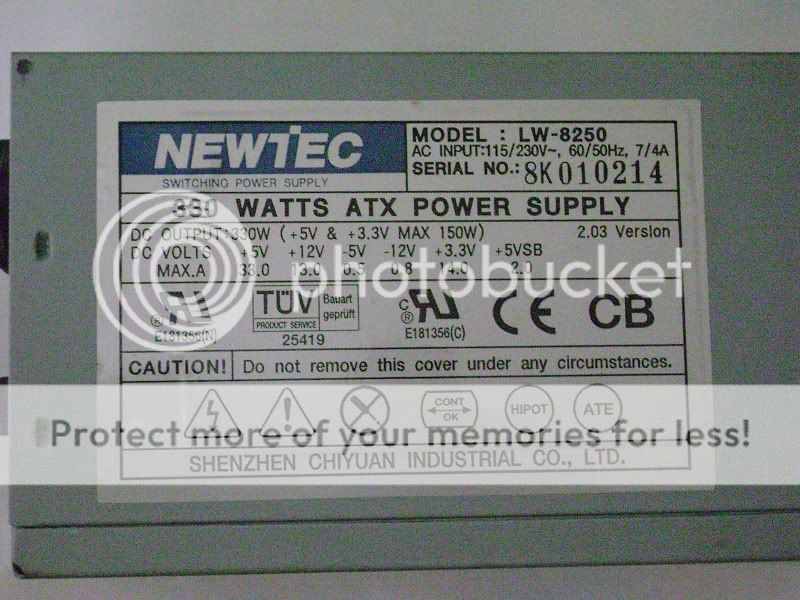 NEWTEC
SWITCHING POWER SUPPLY
MODEL : LW-8250
AC INPUT:115/230V~, 60/50Hz, 7/4A
SERIAL NO.: 8K010214
330 WATTS ATX POWER SUPPLY
DC OUTPUT:330W ( +5V & +3.3V MAX 150W) 2.03 Version
DC VOLTS +5V +12V -5V -12V +3.3V +5VSB
MAX.A 33.0 13.0 0.5 0.8 14.0 2.0
photobucket
E181356(N)
TÜV
PRODUCT SERVICE
Bauart
geprüft
25419
E181356(C)
CE CB
CAUTION! Do not remove this cover under any circumstances.
CONT
OK
HIPOT
ATE
Protect more of your memories for less!
SHENZHEN CHIYUAN INDUSTRIAL CO., LTD.